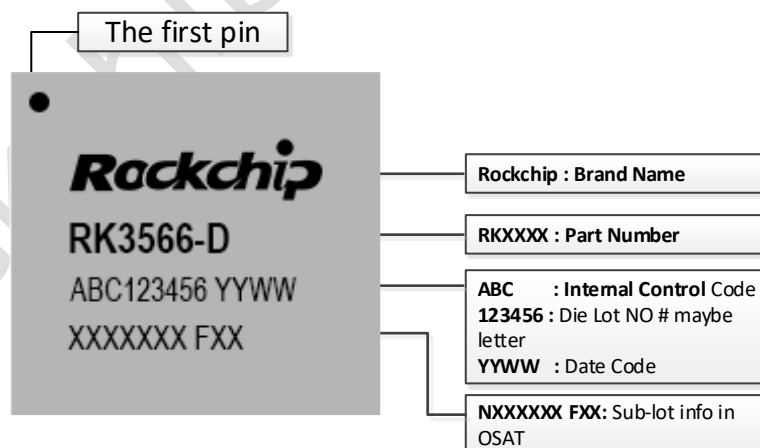 The first pin
Rockchip
RK3566-D
ABC123456 YYWW
XXXXXXX FXX
Rockchip : Brand Name
RKXXXX : Part Number
ABC : Internal Control Code
123456 : Die Lot NO # maybe
letter
YYWW : Date Code
NXXXXXX FXX: Sub-lot info in
OSAT